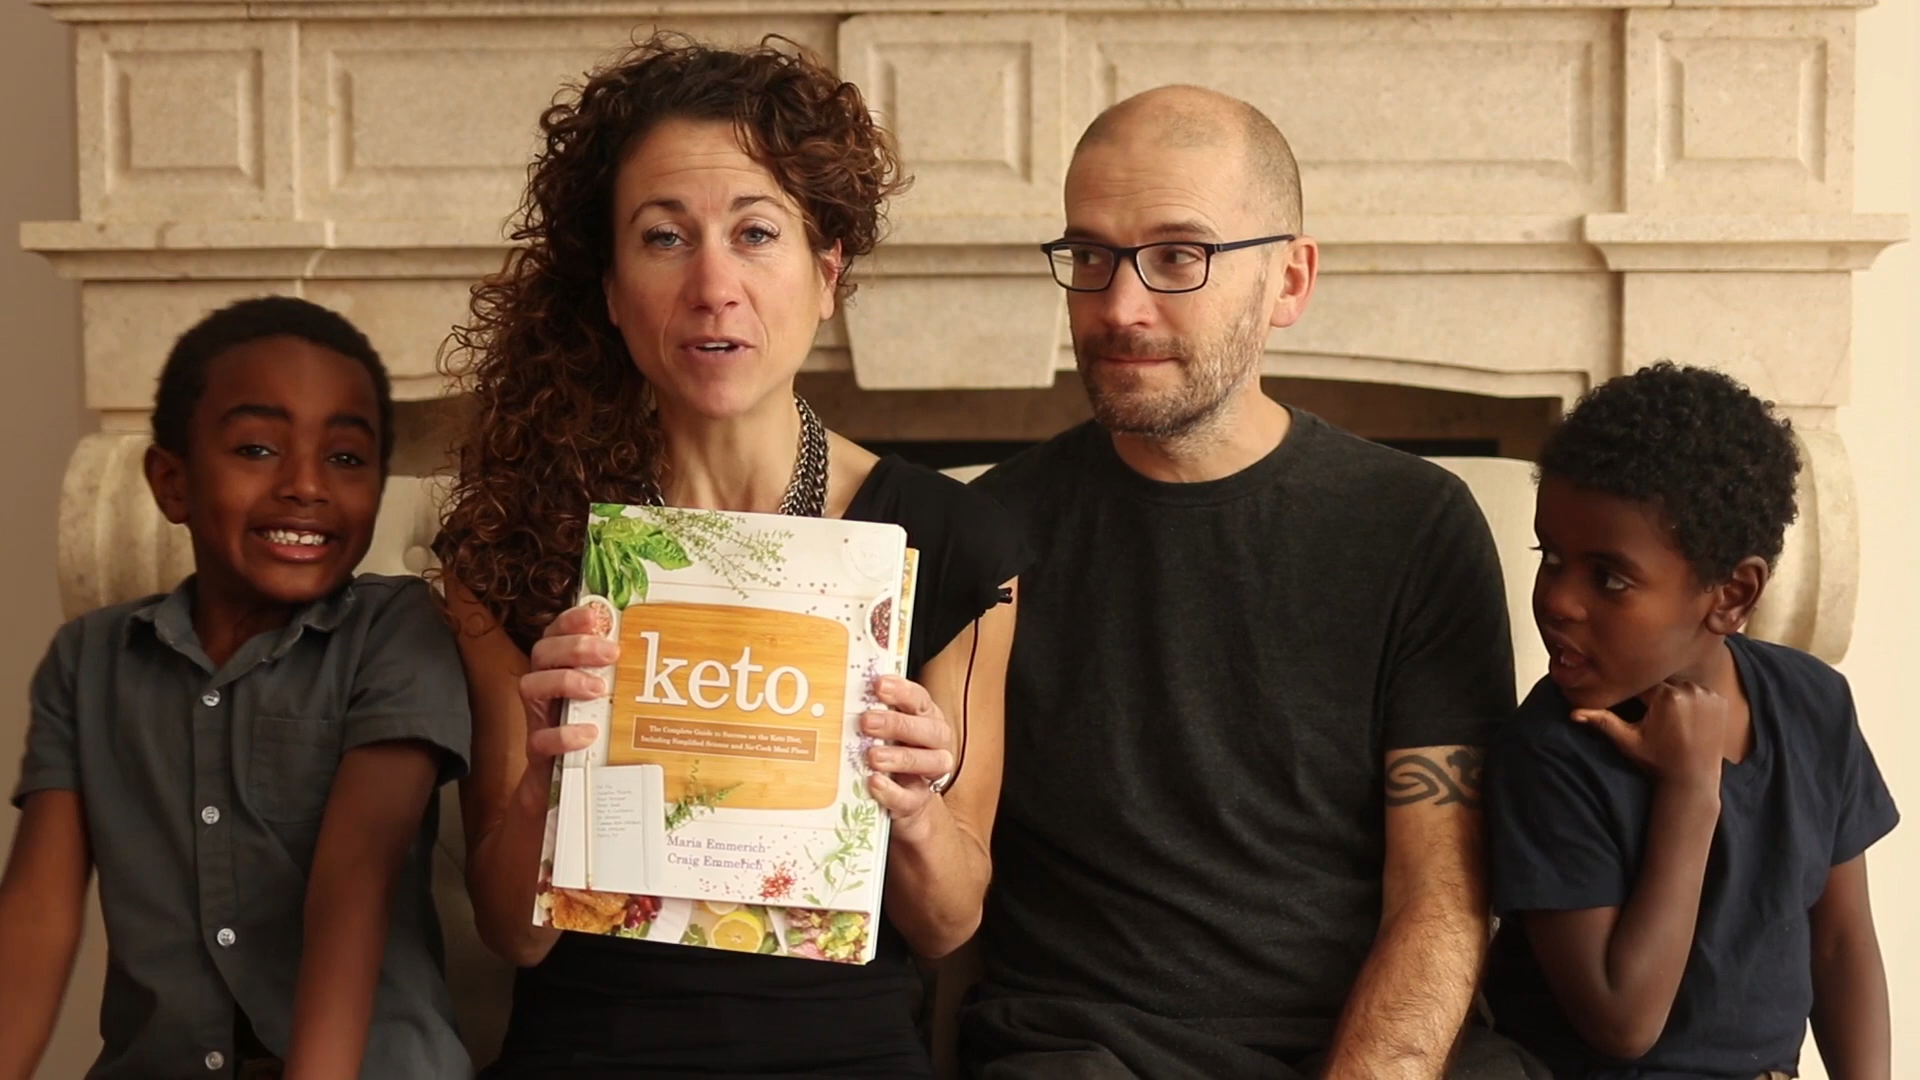 keto.
The Complete Guide to Success on the Keto Diet,
Including Simplified Science and No-Cook Meal Plans
Maria Emmerich
Craig Emmerich